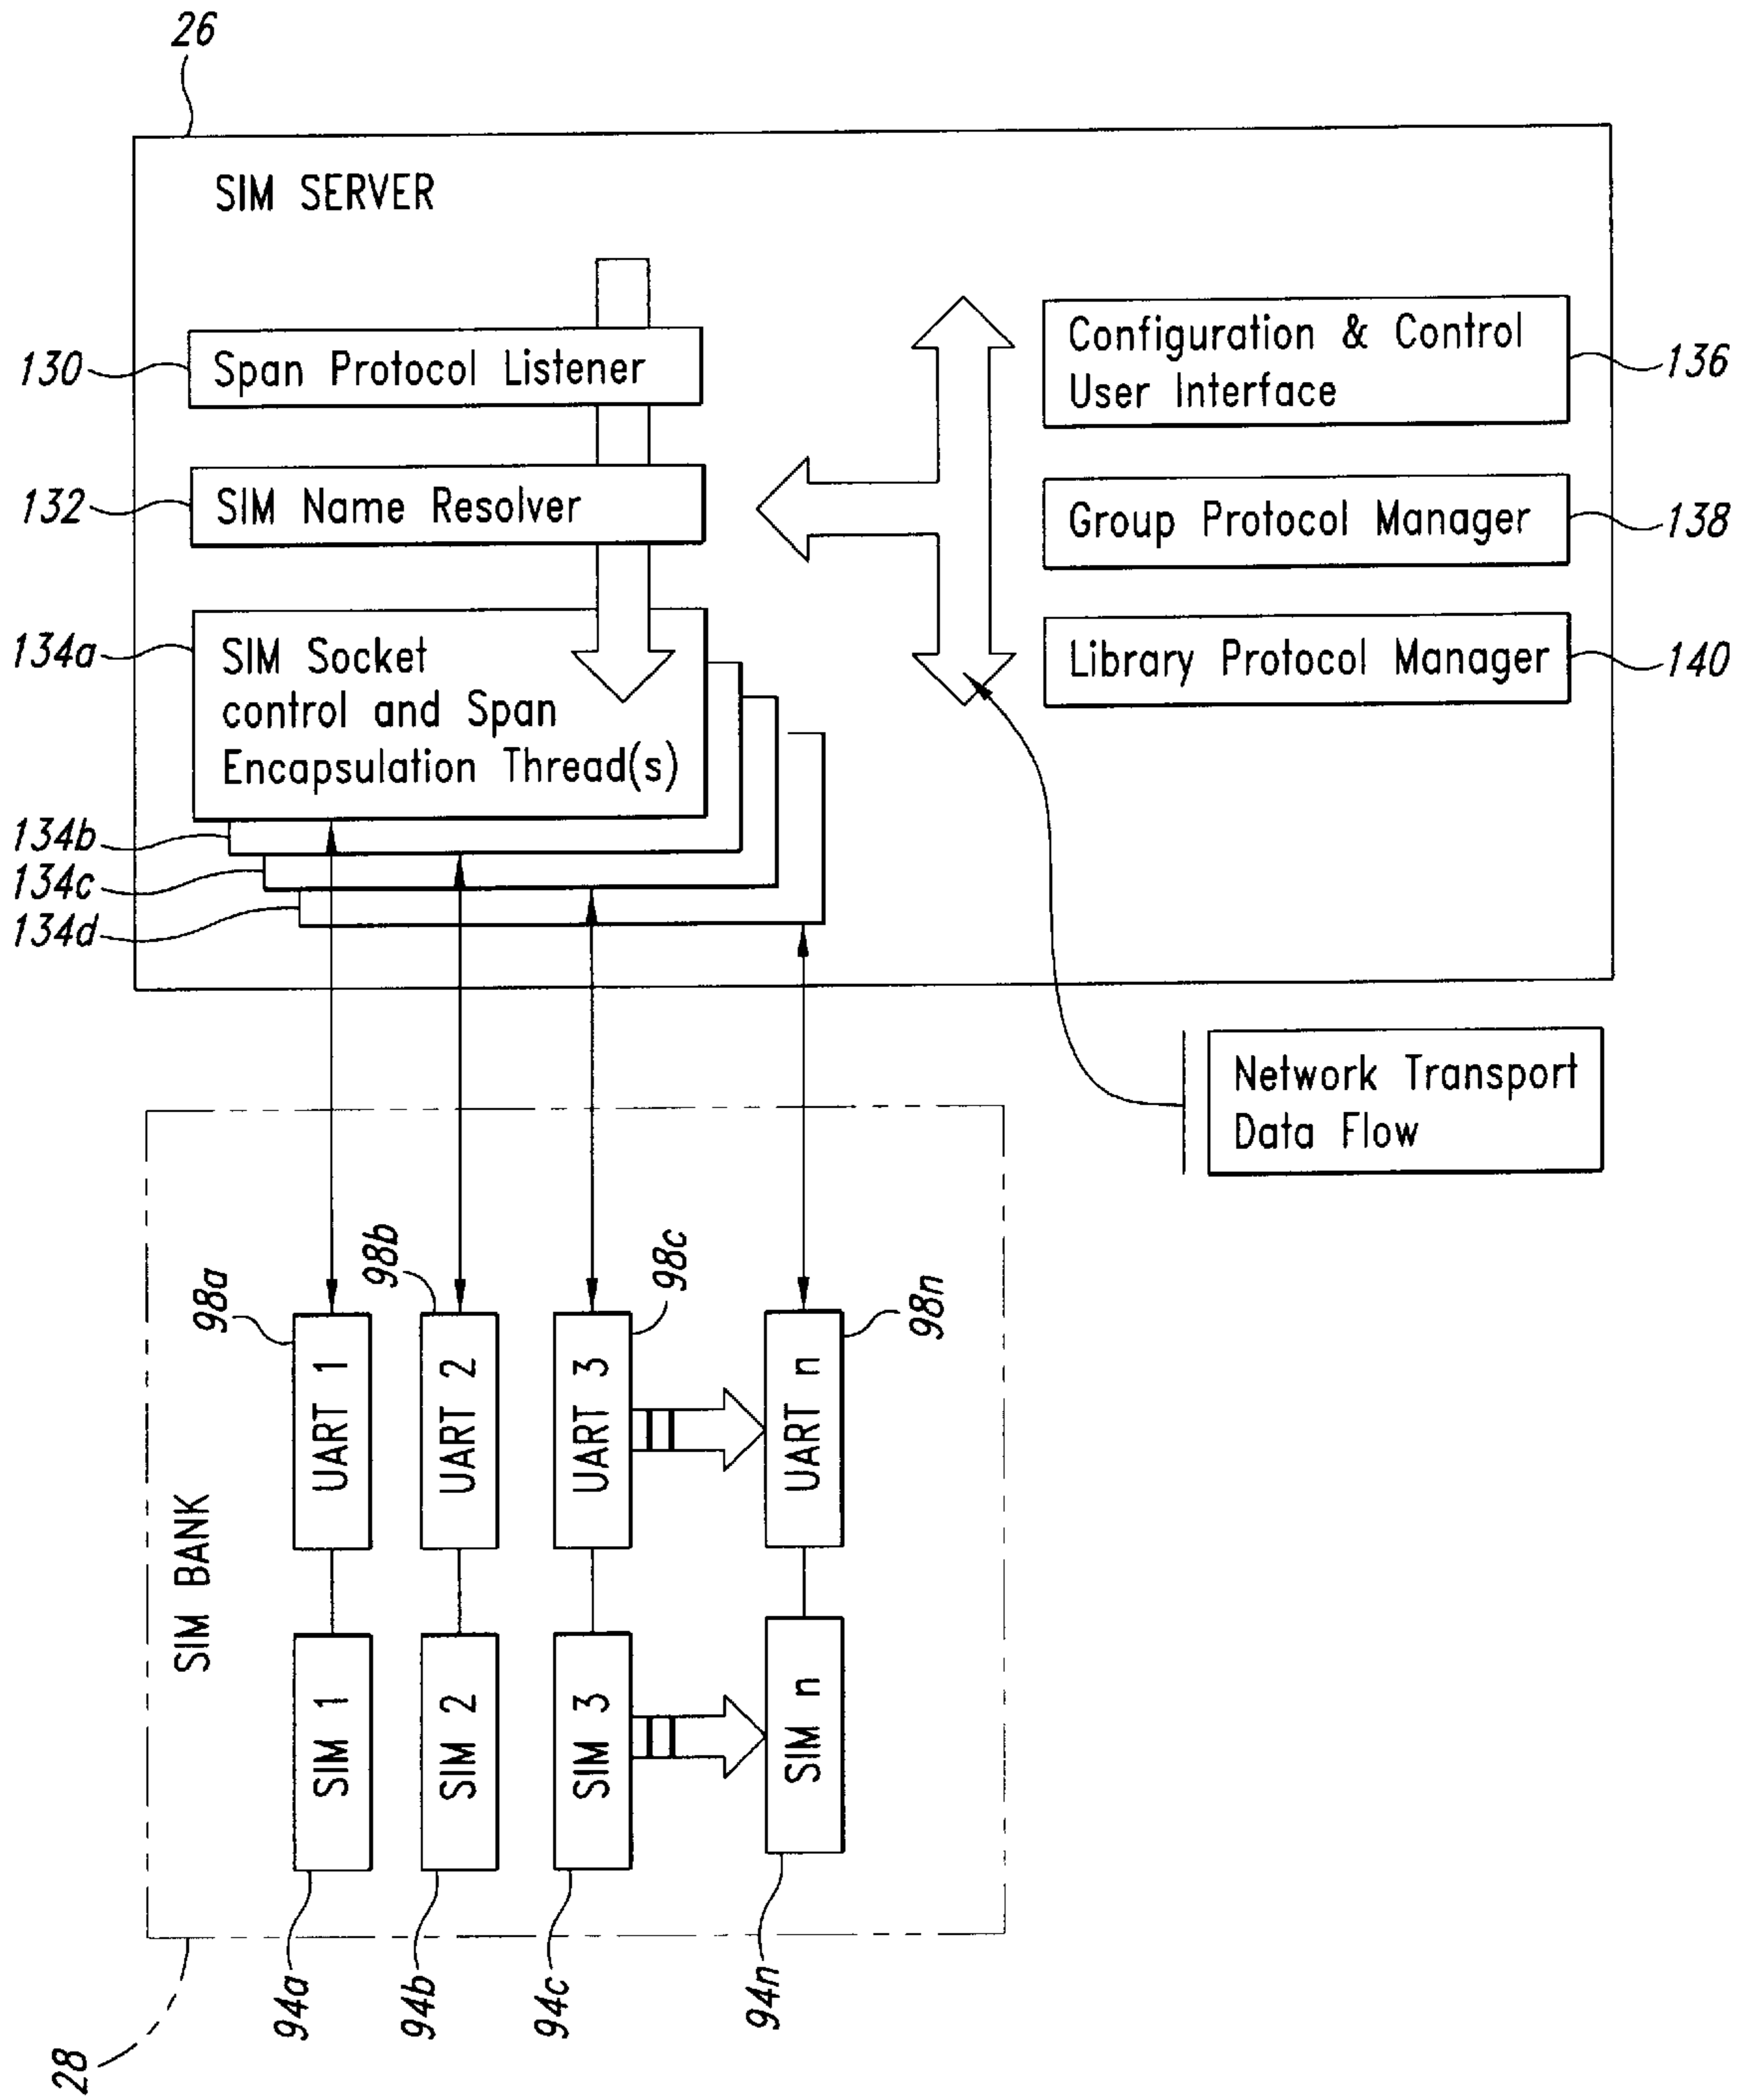 26
SIM SERVER
130
Span Protocol Listener
Configuration & Control
User Interface
136
132
SIM Name Resolver
Group Protocol Manager
138
134a
SIM Socket
control and Span
Encapsulation Thread(s)
Library Protocol Manager
140
134b
134c
134d
Network Transport
Data Flow
SIM BANK
98a
98b
98c
98n
UART 1
UART 2
UART 3
UART n
SIM 1
SIM 2
SIM 3
SIM n
94a
94b
94c
94n
28